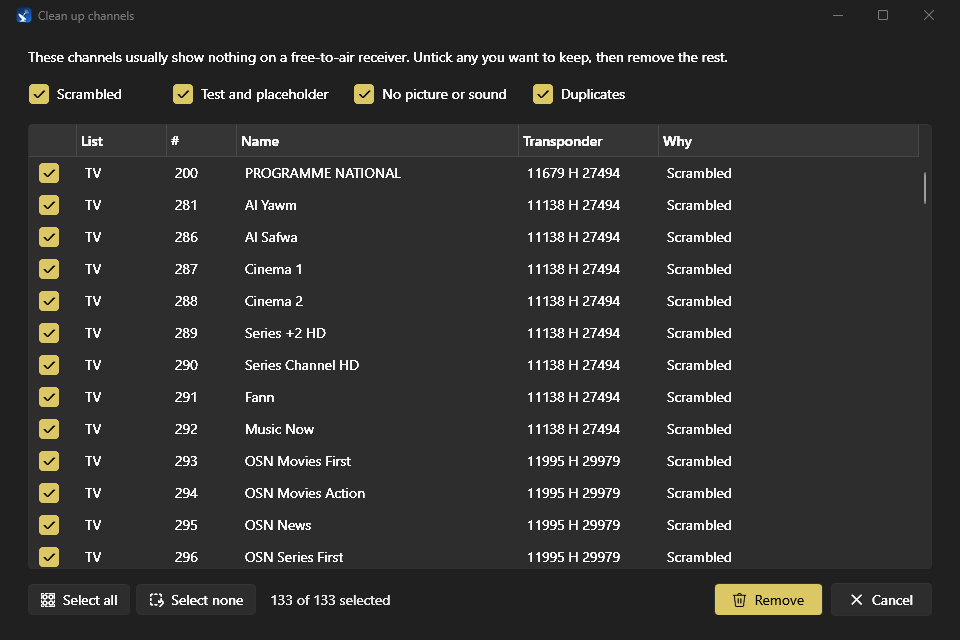 Clean up channels
These channels usually show nothing on a free-to-air receiver. Untick any you want to keep, then remove the rest.
Scrambled Test and placeholder No picture or sound Duplicates
List # Name Transponder Why
TV 200 PROGRAMME NATIONAL 11679 H 27494 Scrambled
TV 281 Al Yawm 11138 H 27494 Scrambled
TV 286 Al Safwa 11138 H 27494 Scrambled
TV 287 Cinema 1 11138 H 27494 Scrambled
TV 288 Cinema 2 11138 H 27494 Scrambled
TV 289 Series +2 HD 11138 H 27494 Scrambled
TV 290 Series Channel HD 11138 H 27494 Scrambled
TV 291 Fann 11138 H 27494 Scrambled
TV 292 Music Now 11138 H 27494 Scrambled
TV 293 OSN Movies First 11995 H 29979 Scrambled
TV 294 OSN Movies Action 11995 H 29979 Scrambled
TV 295 OSN News 11995 H 29979 Scrambled
TV 296 OSN Series First 11995 H 29979 Scrambled
Select all Select none 133 of 133 selected Remove Cancel